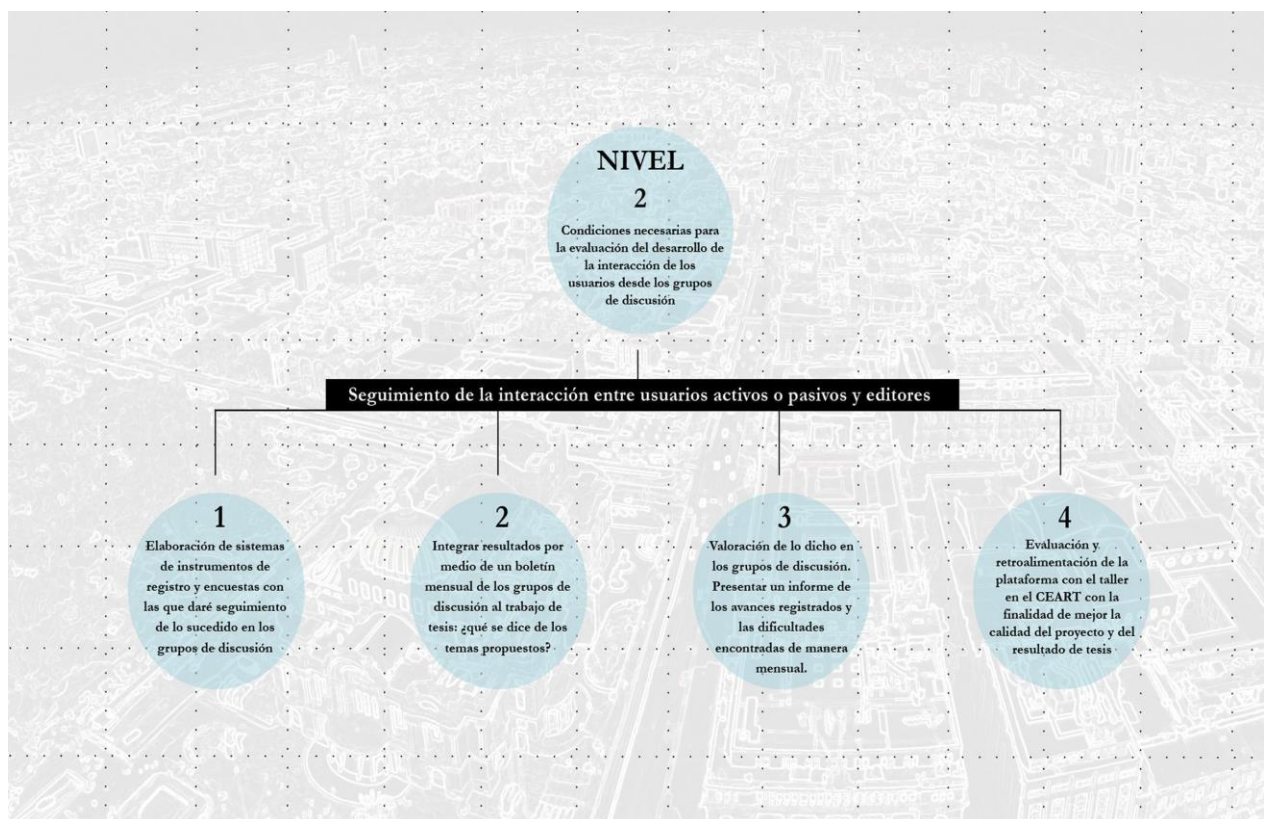 NIVEL
2
Condiciones necesarias para
la evaluación del desarrollo de
la interacción de los
usuarios desde los grupos
de discusión
Seguimiento de la interacción entre usuarios activos o pasivos y editores
1
Elaboración de sistemas
de instrumentos de
registro y encuestas con
las que daré seguimiento
de lo sucedido en los
grupos de discusión
2
Integrar resultados por
medio de un boletín
mensual de los grupos de
discusión al trabajo de
tesis: ¿qué se dice de los
temas propuestos?
3
Valoración de lo dicho en
los grupos de discusión.
Presentar un informe de
los avances registrados y
las dificultades
encontradas de manera
mensual.
4
Evaluación y
retroalimentación de la
plataforma con el taller
en el CEART con la
finalidad de mejor la
calidad del proyecto y del
resultado de tesis